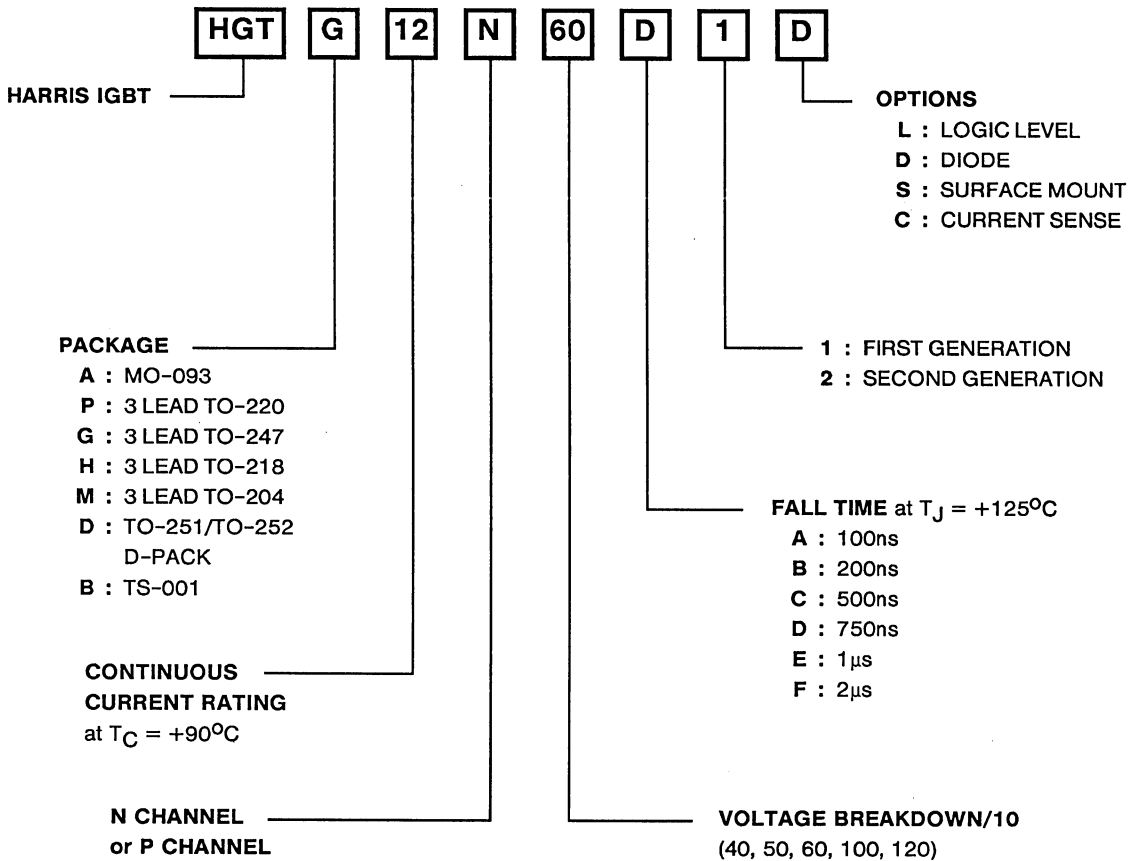 HGT G 12 N 60 D 1 D
HARRIS IGBT
OPTIONS
L : LOGIC LEVEL
D : DIODE
S : SURFACE MOUNT
C : CURRENT SENSE
PACKAGE
A : MO-093
P : 3 LEAD TO-220
G : 3 LEAD TO-247
H : 3 LEAD TO-218
M : 3 LEAD TO-204
D : TO-251/TO-252
D-PACK
B : TS-001
1 : FIRST GENERATION
2 : SECOND GENERATION
FALL TIME at TJ = +125°C
A : 100ns
B : 200ns
C : 500ns
D : 750ns
E : 1μs
F : 2μs
CONTINUOUS
CURRENT RATING
at TC = +90°C
N CHANNEL
or P CHANNEL
VOLTAGE BREAKDOWN/10
(40, 50, 60, 100, 120)